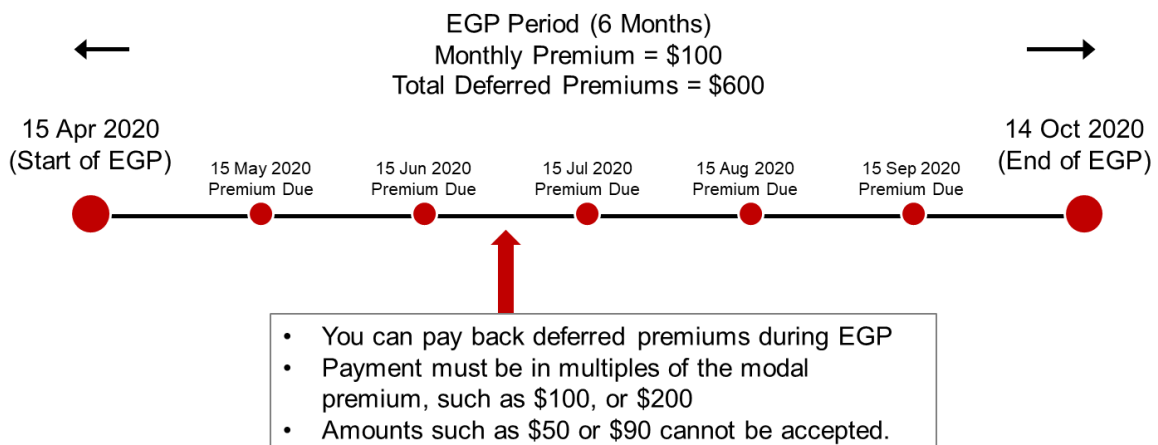 EGP Period (6 Months)
Monthly Premium = $100
Total Deferred Premiums = $600
15 Apr 2020
(Start of EGP)
15 May 2020
Premium Due
15 Jun 2020
Premium Due
15 Jul 2020
Premium Due
15 Aug 2020
Premium Due
15 Sep 2020
Premium Due
14 Oct 2020
(End of EGP)
• You can pay back deferred premiums during EGP
• Payment must be in multiples of the modal
premium, such as $100, or $200
• Amounts such as $50 or $90 cannot be accepted.